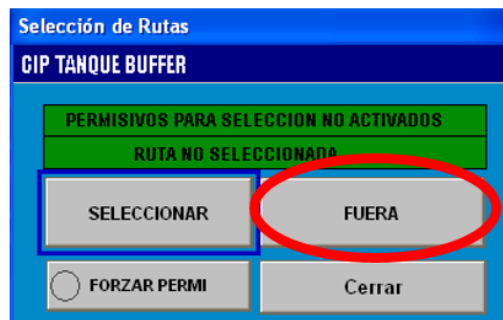 Selección de Rutas
CIP TANQUE BUFFER
PERMISIVOS PARA SELECCION NO ACTIVADOS
RUTA NO SELECCIONADA
SELECCIONAR
FUERA
FORZAR PERMI
Cerrar